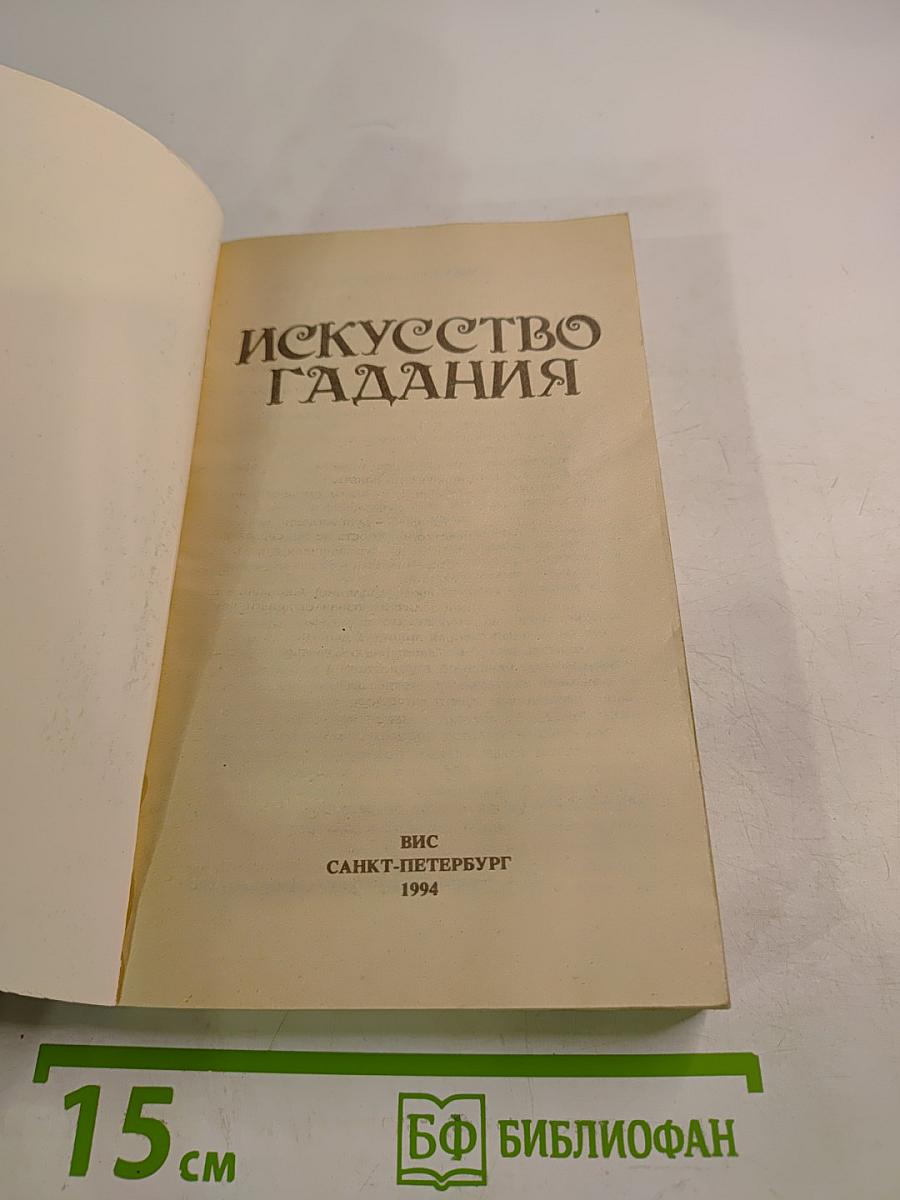 ИСКУССТВО
ГАДАНИЯ
ВИС
САНКТ-ПЕТЕРБУРГ
1994
15 см
БФ БИБЛИОФАН